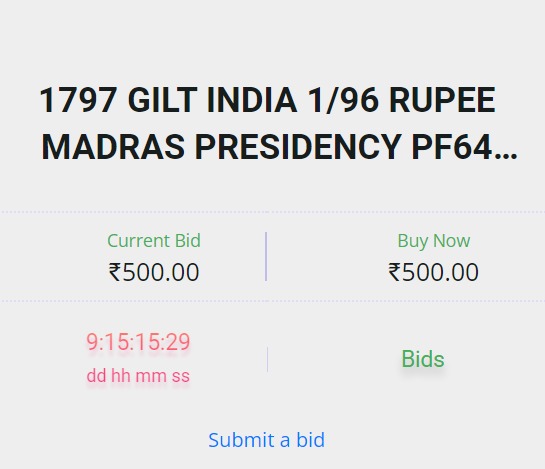 1797 GILT INDIA 1/96 RUPEE
MADRAS PRESIDENCY PF64...
Current Bid
Buy Now
₹500.00
₹500.00
9:15:15:29
dd hh mm ss
Bids
Submit a bid